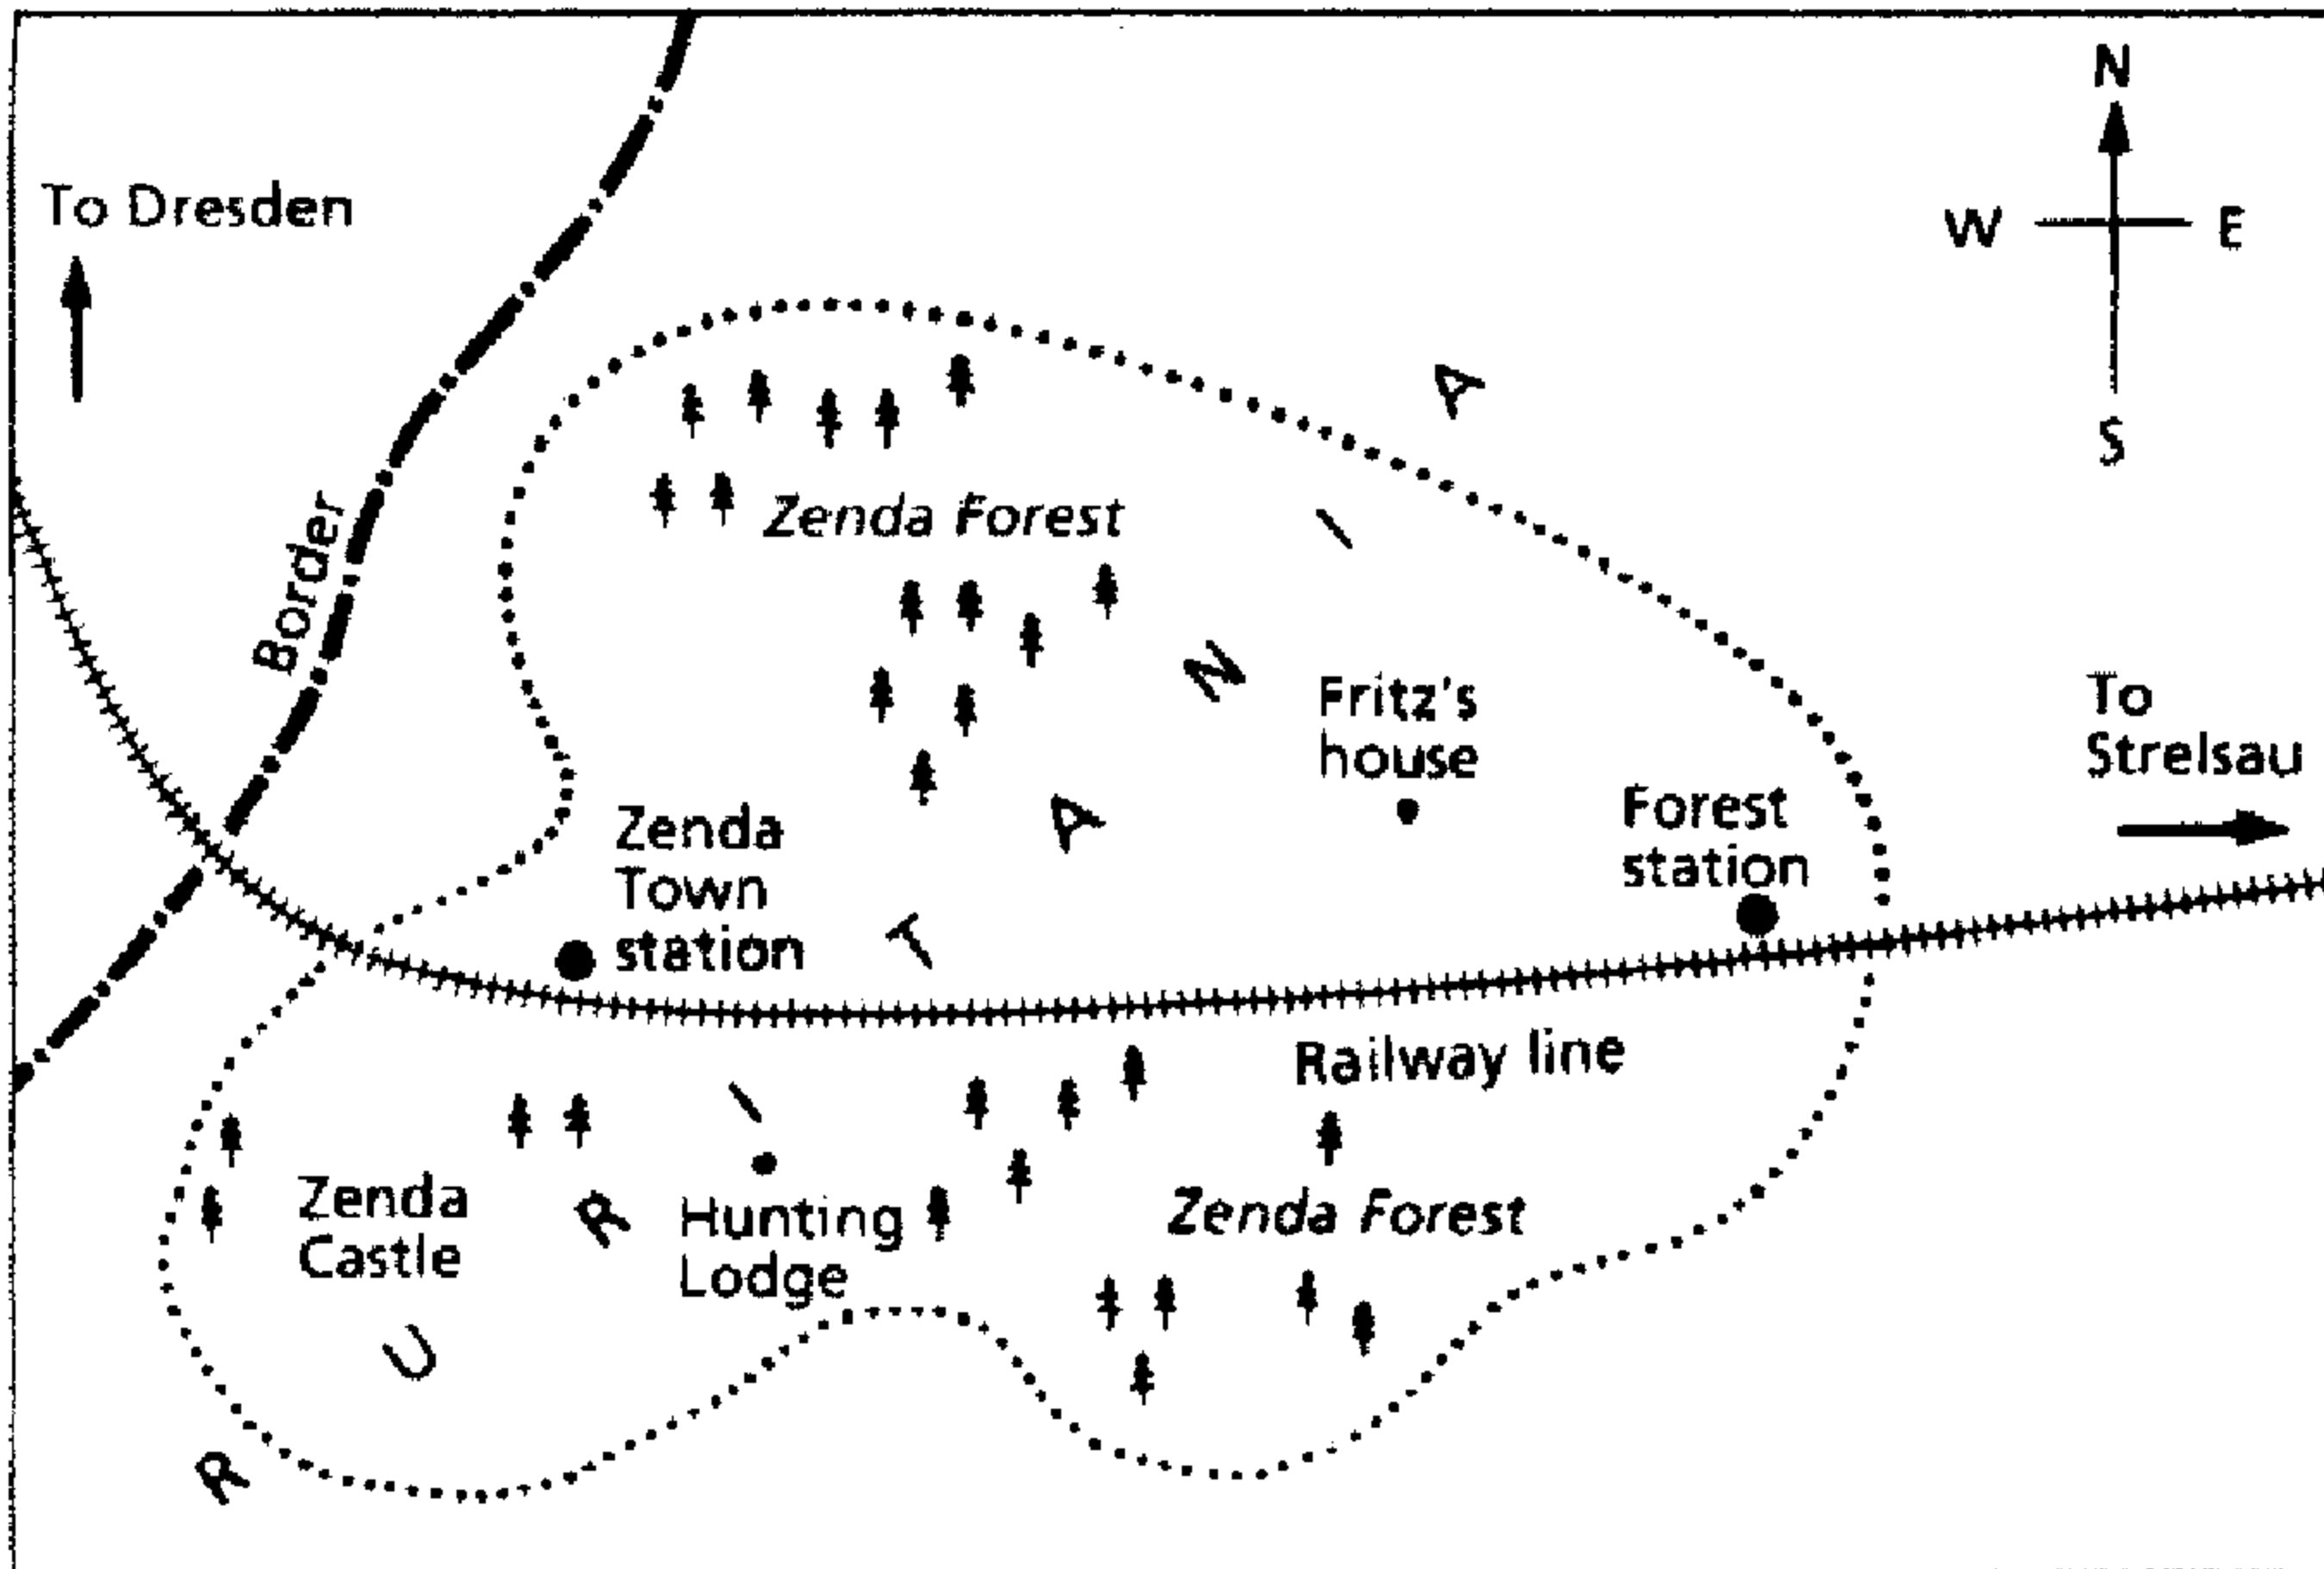 N
W E
S
To Dresden
Border
Zenda Forest
Fritz's
house
To
Strelsau
Forest
station
Zenda
Town
station
Railway line
Zenda
Castle
Hunting
Lodge
Zenda Forest
RURITANIA